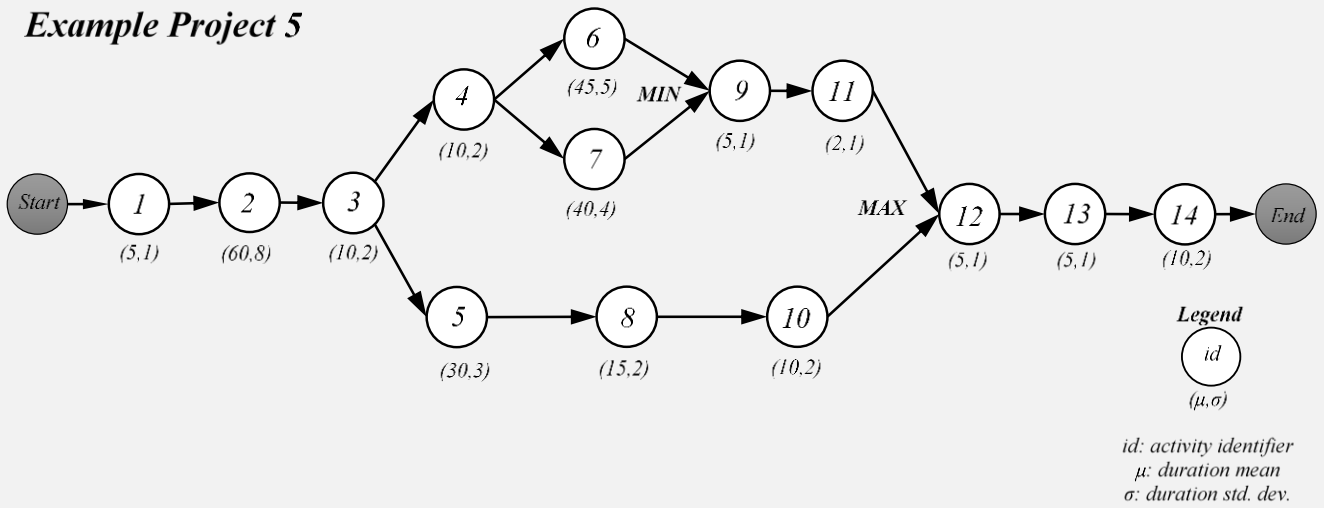 Example Project 5
6
(45,5)
MIN
4
(10,2)
7
(40,4)
9
(5,1)
11
(2,1)
Start
1
(5,1)
2
(60,8)
3
(10,2)
MAX
12
(5,1)
13
(5,1)
14
(10,2)
End
5
(30,3)
8
(15,2)
10
(10,2)
Legend
id
(μ,σ)
id: activity identifier
μ: duration mean
σ: duration std. dev.